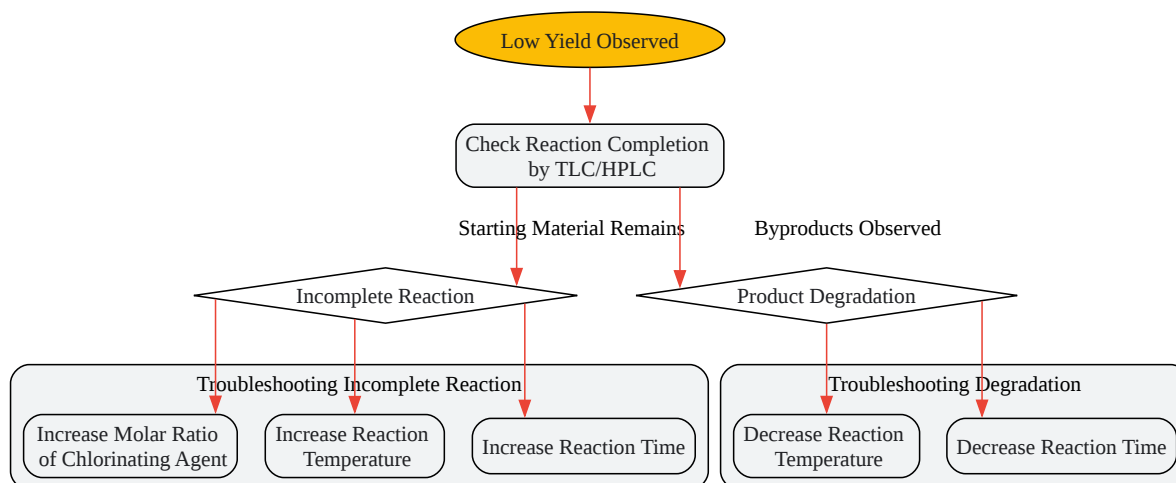 Low Yield Observed
Check Reaction Completion
by TLC/HPLC
Starting Material Remains
Byproducts Observed
Incomplete Reaction
Product Degradation
Troubleshooting Incomplete Reaction
Troubleshooting Degradation
Increase Molar Ratio
of Chlorinating Agent
Increase Reaction
Temperature
Increase Reaction Time
Decrease Reaction
Temperature
Decrease Reaction Time